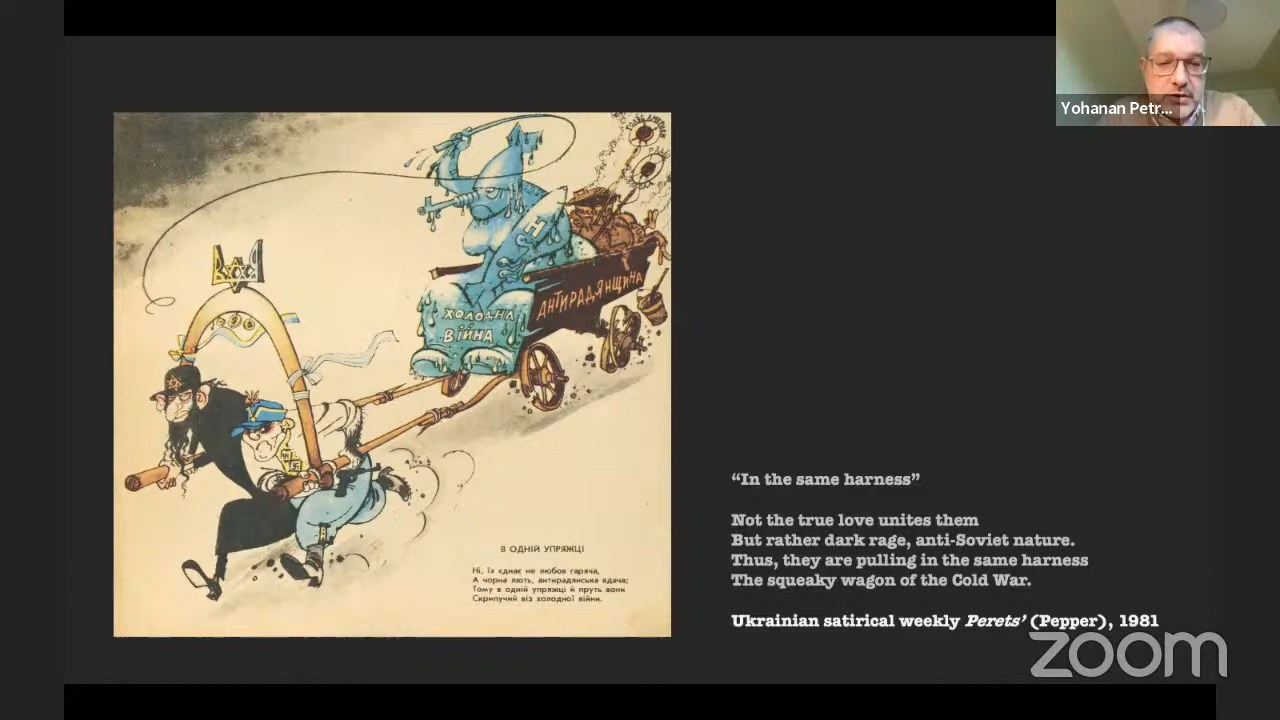 Yohanan Petr...
ХОЛОДНА
ВІЙНА
АНТИРАДЯНЩИНА
В ОДНІЙ УПРЯЖЦІ
Ні, їх єднає не любов гаряча,
А чорна лють, антирадянська вдача;
Тому в одній упряжці й пруть вони
Скрипучий віз холодної війни.
“In the same harness”
Not the true love unites them
But rather dark rage, anti-Soviet nature.
Thus, they are pulling in the same harness
The squeaky wagon of the Cold War.
Ukrainian satirical weekly Perets’ (Pepper), 1981
zoom